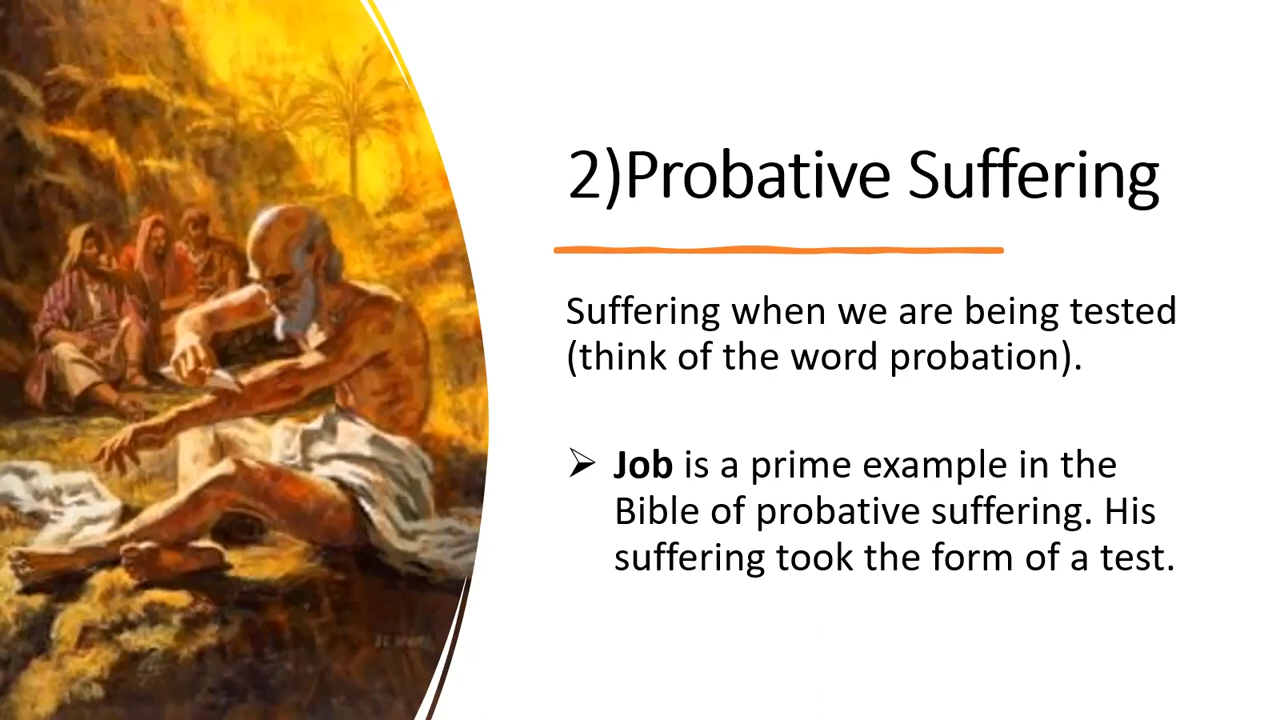 2)Probative Suffering
Suffering when we are being tested
(think of the word probation).
➢ Job is a prime example in the
Bible of probative suffering. His
suffering took the form of a test.